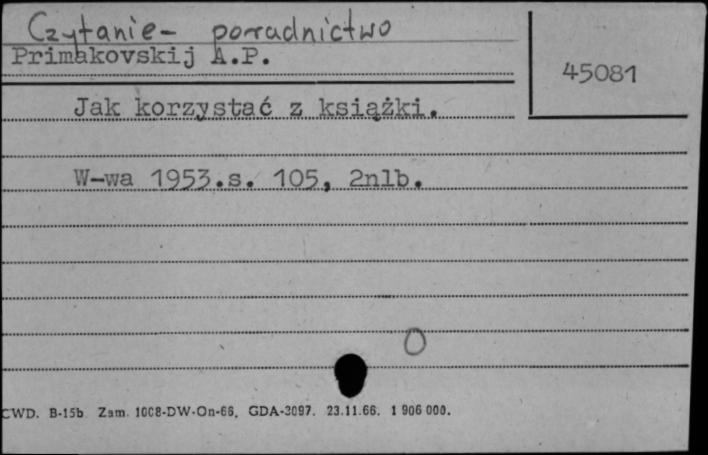 Czytanie - poradnictwo
Primakovskij A.P.
45081
Jak korzystać z książki.
W-wa 1953.s. 105, 2nlb.
O
CWD. B-15b Zam. 1008-DW-On-66. GDA-3097. 23.11.66. 1 906 000.